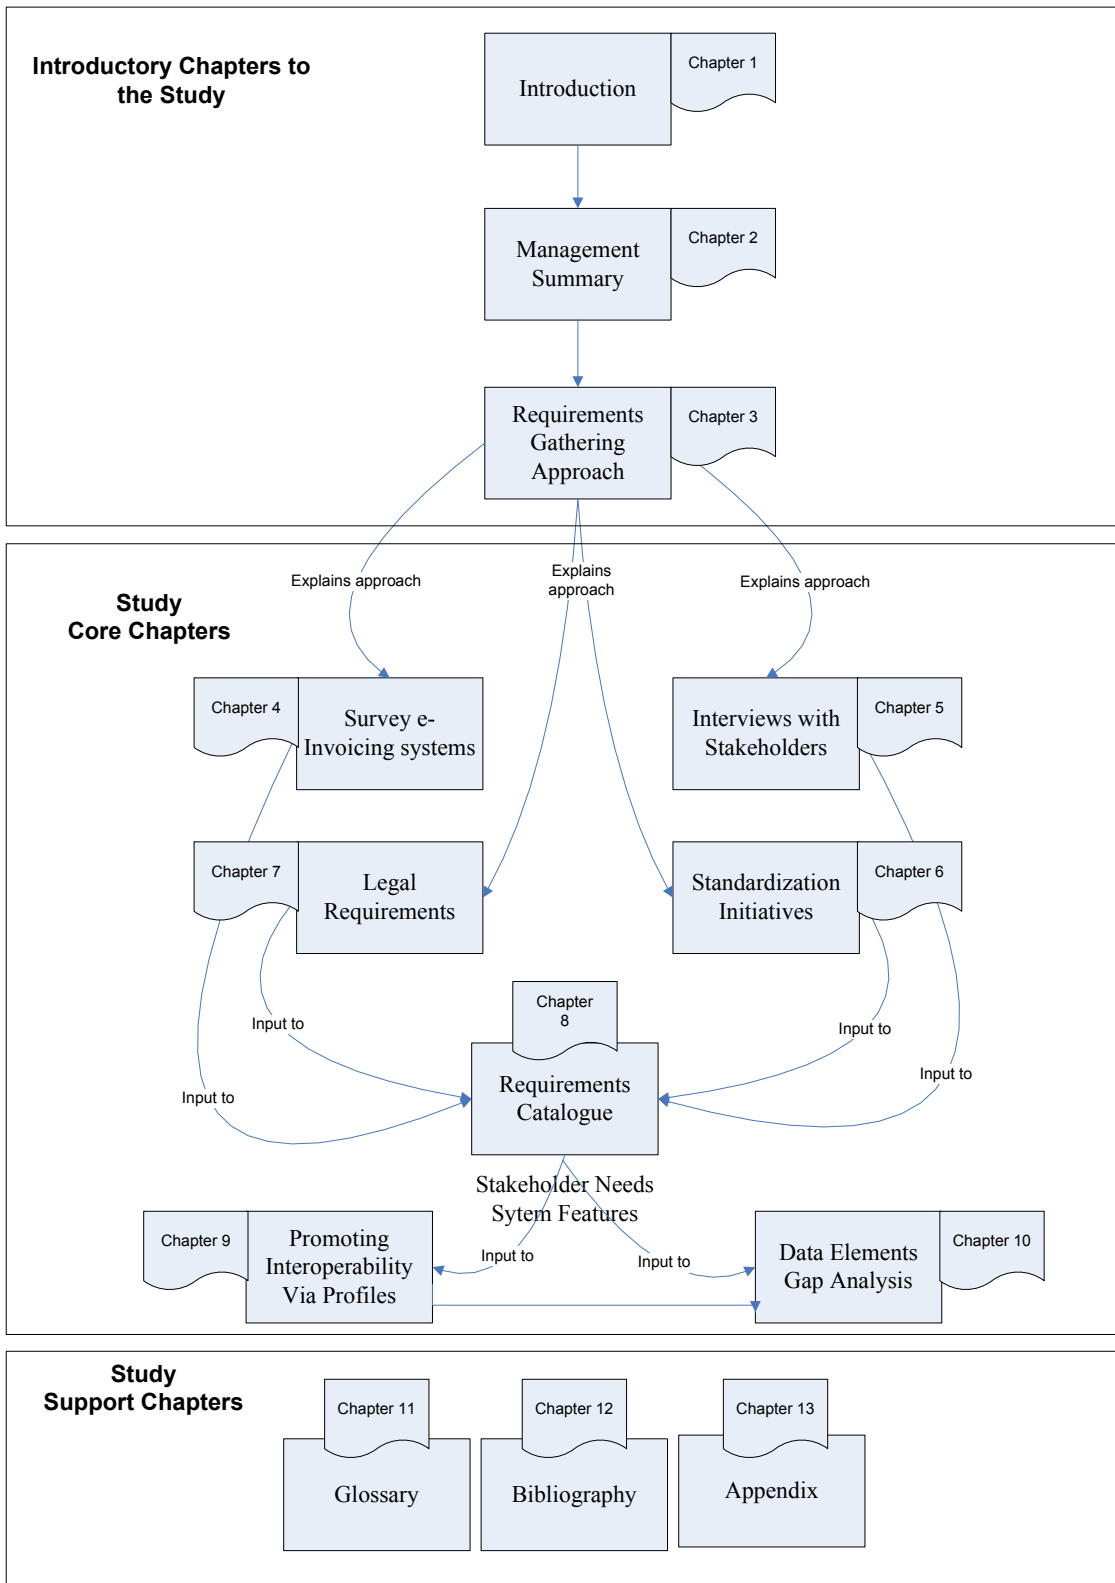 Introductory Chapters to
the Study
Introduction
Chapter 1
Management
Summary
Chapter 2
Requirements
Gathering
Approach
Chapter 3
Explains approach
Explains
approach
Explains approach
Study
Core Chapters
Chapter 4
Survey e-
Invoicing systems
Interviews with
Stakeholders
Chapter 5
Chapter 7
Legal
Requirements
Standardization
Initiatives
Chapter 6
Chapter
8
Input to
Input to
Input to
Input to
Requirements
Catalogue
Stakeholder Needs
Sytem Features
Chapter 9
Promoting
Interoperability
Via Profiles
Input to
Input to
Data Elements
Gap Analysis
Chapter 10
Study
Support Chapters
Chapter 11
Glossary
Chapter 12
Bibliography
Chapter 13
Appendix